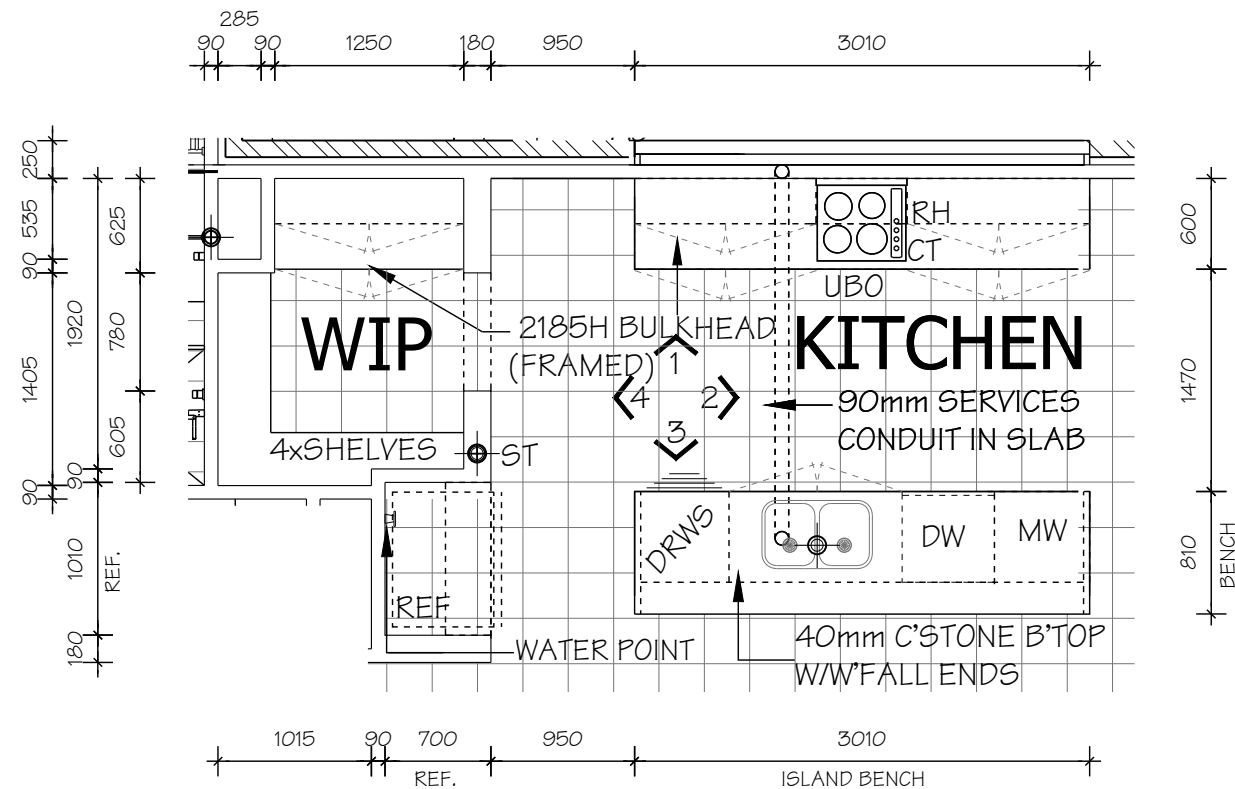 285
90 90 1250 180 950 3010
250
535
90
1405
90
1920
90
1010
REF.
180
625
780
605
RH
CT
UBO
600
WIP
2185H BULKHEAD
(FRAMED)
KITCHEN
1
4 2
3
90mm SERVICES
CONDUIT IN SLAB
1470
4xSHELVES
ST
DRWS
DW
MW
810
BENCH
REF
WATER POINT
40mm C'STONE B'TOP
W/W'FALL ENDS
1015 90 700 950 3010
REF. ISLAND BENCH